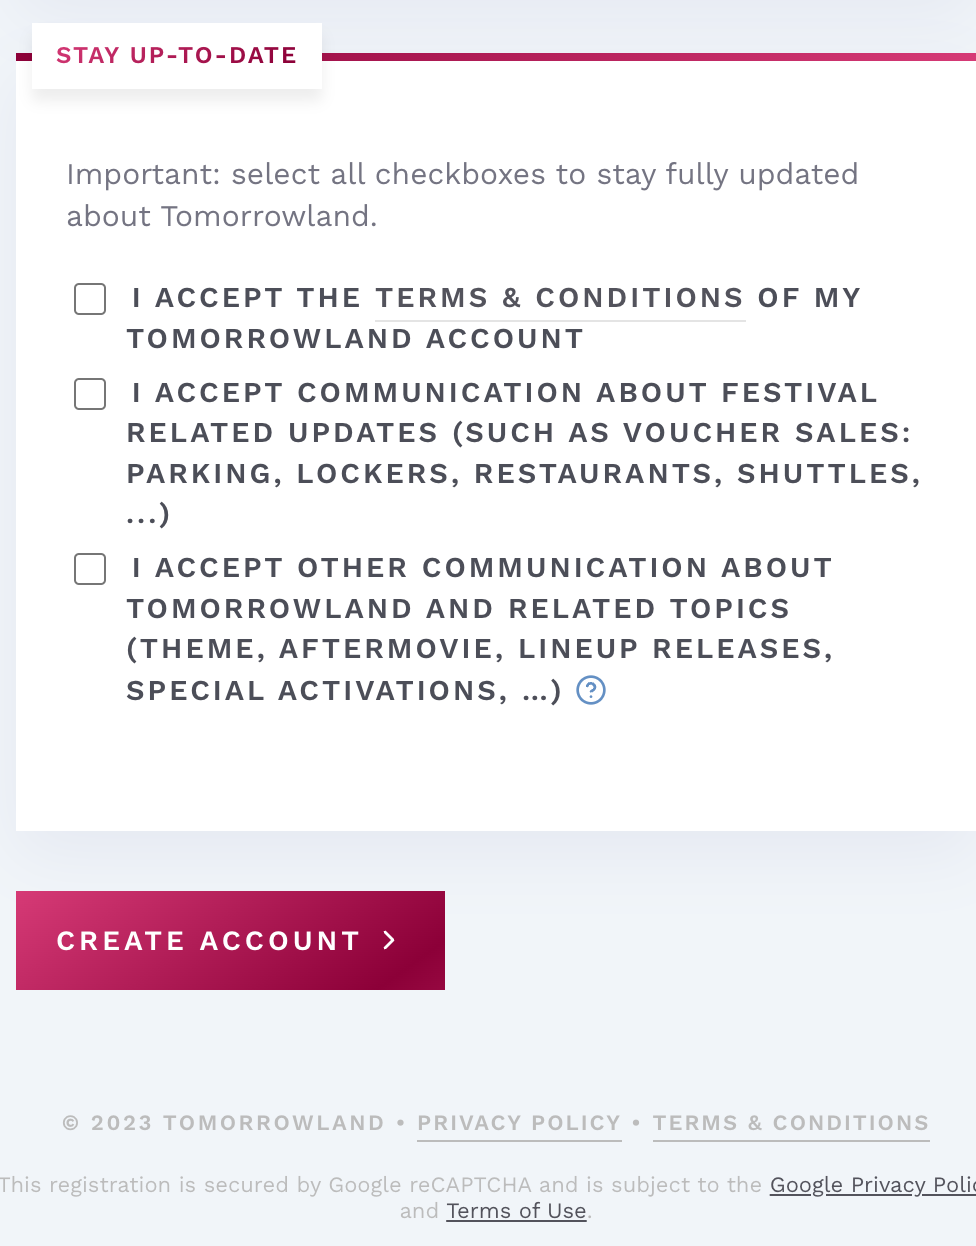 STAY UP-TO-DATE
Important: select all checkboxes to stay fully updated
about Tomorrowland.
I ACCEPT THE TERMS & CONDITIONS OF MY
TOMORROWLAND ACCOUNT
I ACCEPT COMMUNICATION ABOUT FESTIVAL
RELATED UPDATES (SUCH AS VOUCHER SALES:
PARKING, LOCKERS, RESTAURANTS, SHUTTLES,
...)
I ACCEPT OTHER COMMUNICATION ABOUT
TOMORROWLAND AND RELATED TOPICS
(THEME, AFTERMOVIE, LINEUP RELEASES,
SPECIAL ACTIVATIONS, ...) ?
CREATE ACCOUNT >
© 2023 TOMORROWLAND • PRIVACY POLICY • TERMS & CONDITIONS
This registration is secured by Google reCAPTCHA and is subject to the Google Privacy Polic
and Terms of Use.